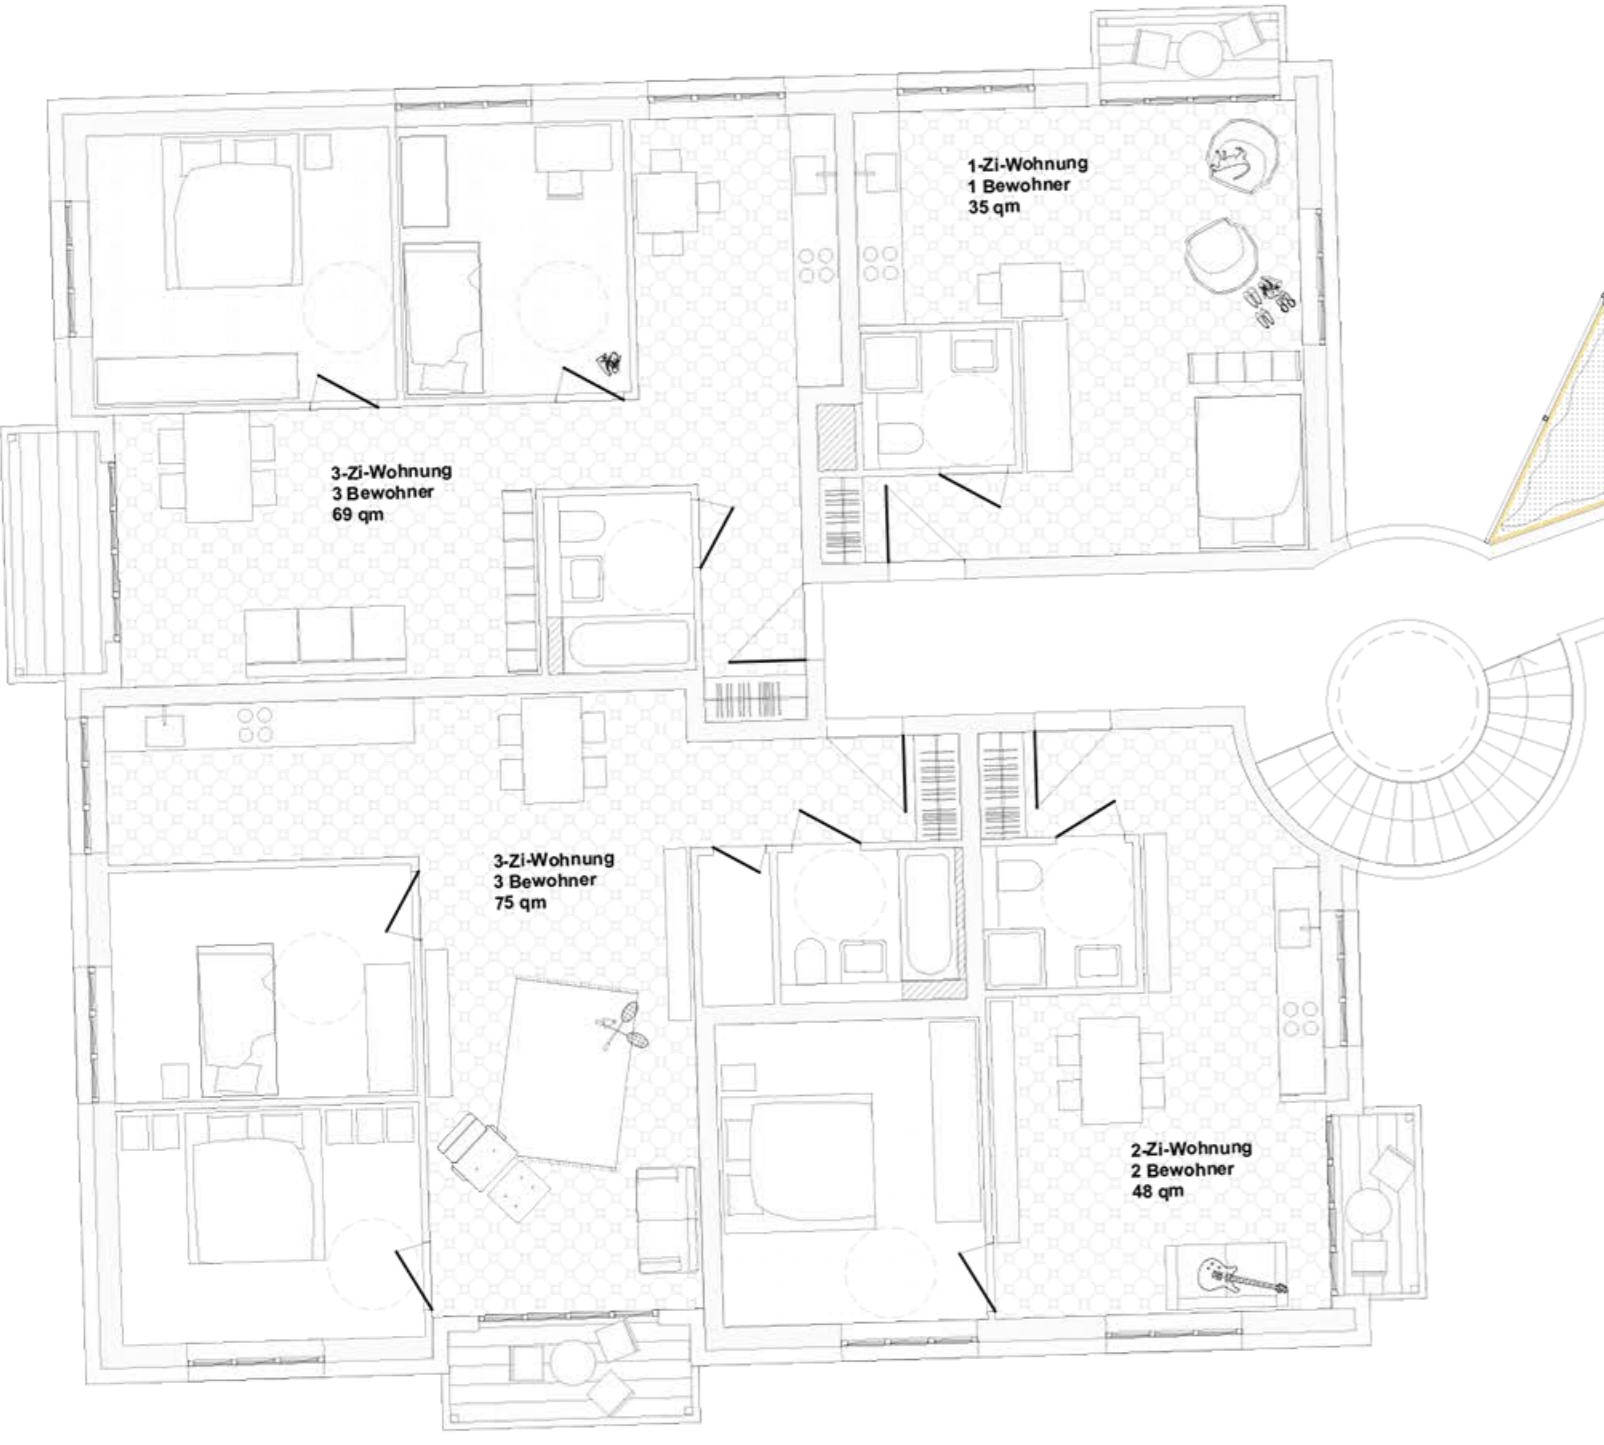 1-Zi-Wohnung
1 Bewohner
35 qm
3-Zi-Wohnung
3 Bewohner
69 qm
3-Zi-Wohnung
3 Bewohner
75 qm
2-Zi-Wohnung
2 Bewohner
48 qm